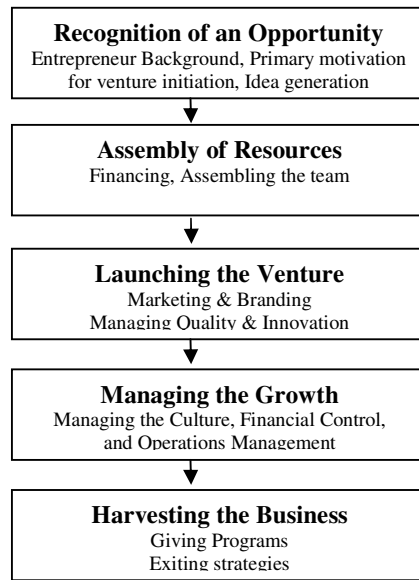 Recognition of an Opportunity
Entrepreneur Background, Primary motivation
for venture initiation, Idea generation
Assembly of Resources
Financing, Assembling the team
Launching the Venture
Marketing & Branding
Managing Quality & Innovation
Managing the Growth
Managing the Culture, Financial Control,
and Operations Management
Harvesting the Business
Giving Programs
Exiting strategies